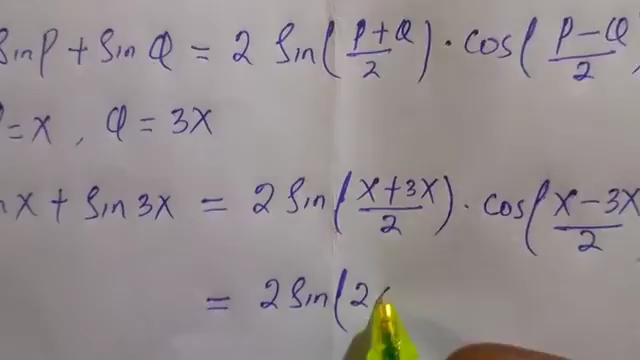 sin P + sin Q = 2 sin(P+Q/2) · cos(P−Q/2)
= x , Q = 3x
x + sin 3x = 2 sin(x+3x/2) · cos(x−3x/2
= 2 sin(2